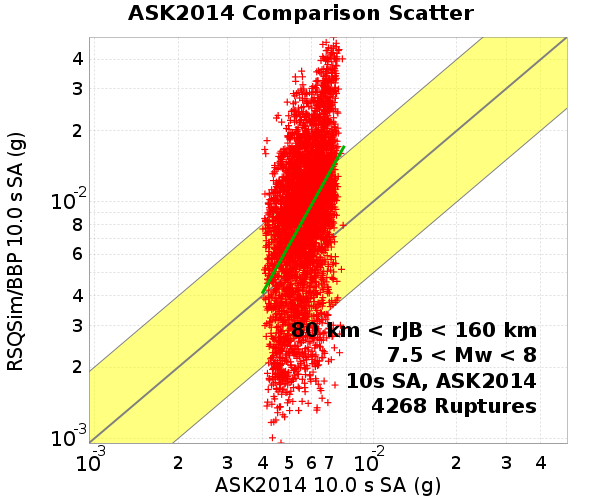 ASK2014 Comparison Scatter
RSQSim/BBP 10.0 s SA (g)
4
3
2
10-2
8
6
4
3
2
10-3
80 km < rJB < 160 km
7.5 < Mw < 8
10s SA, ASK2014
4268 Ruptures
10-3 2 3 4 5 6 7 10-2 2 3 4
ASK2014 10.0 s SA (g)